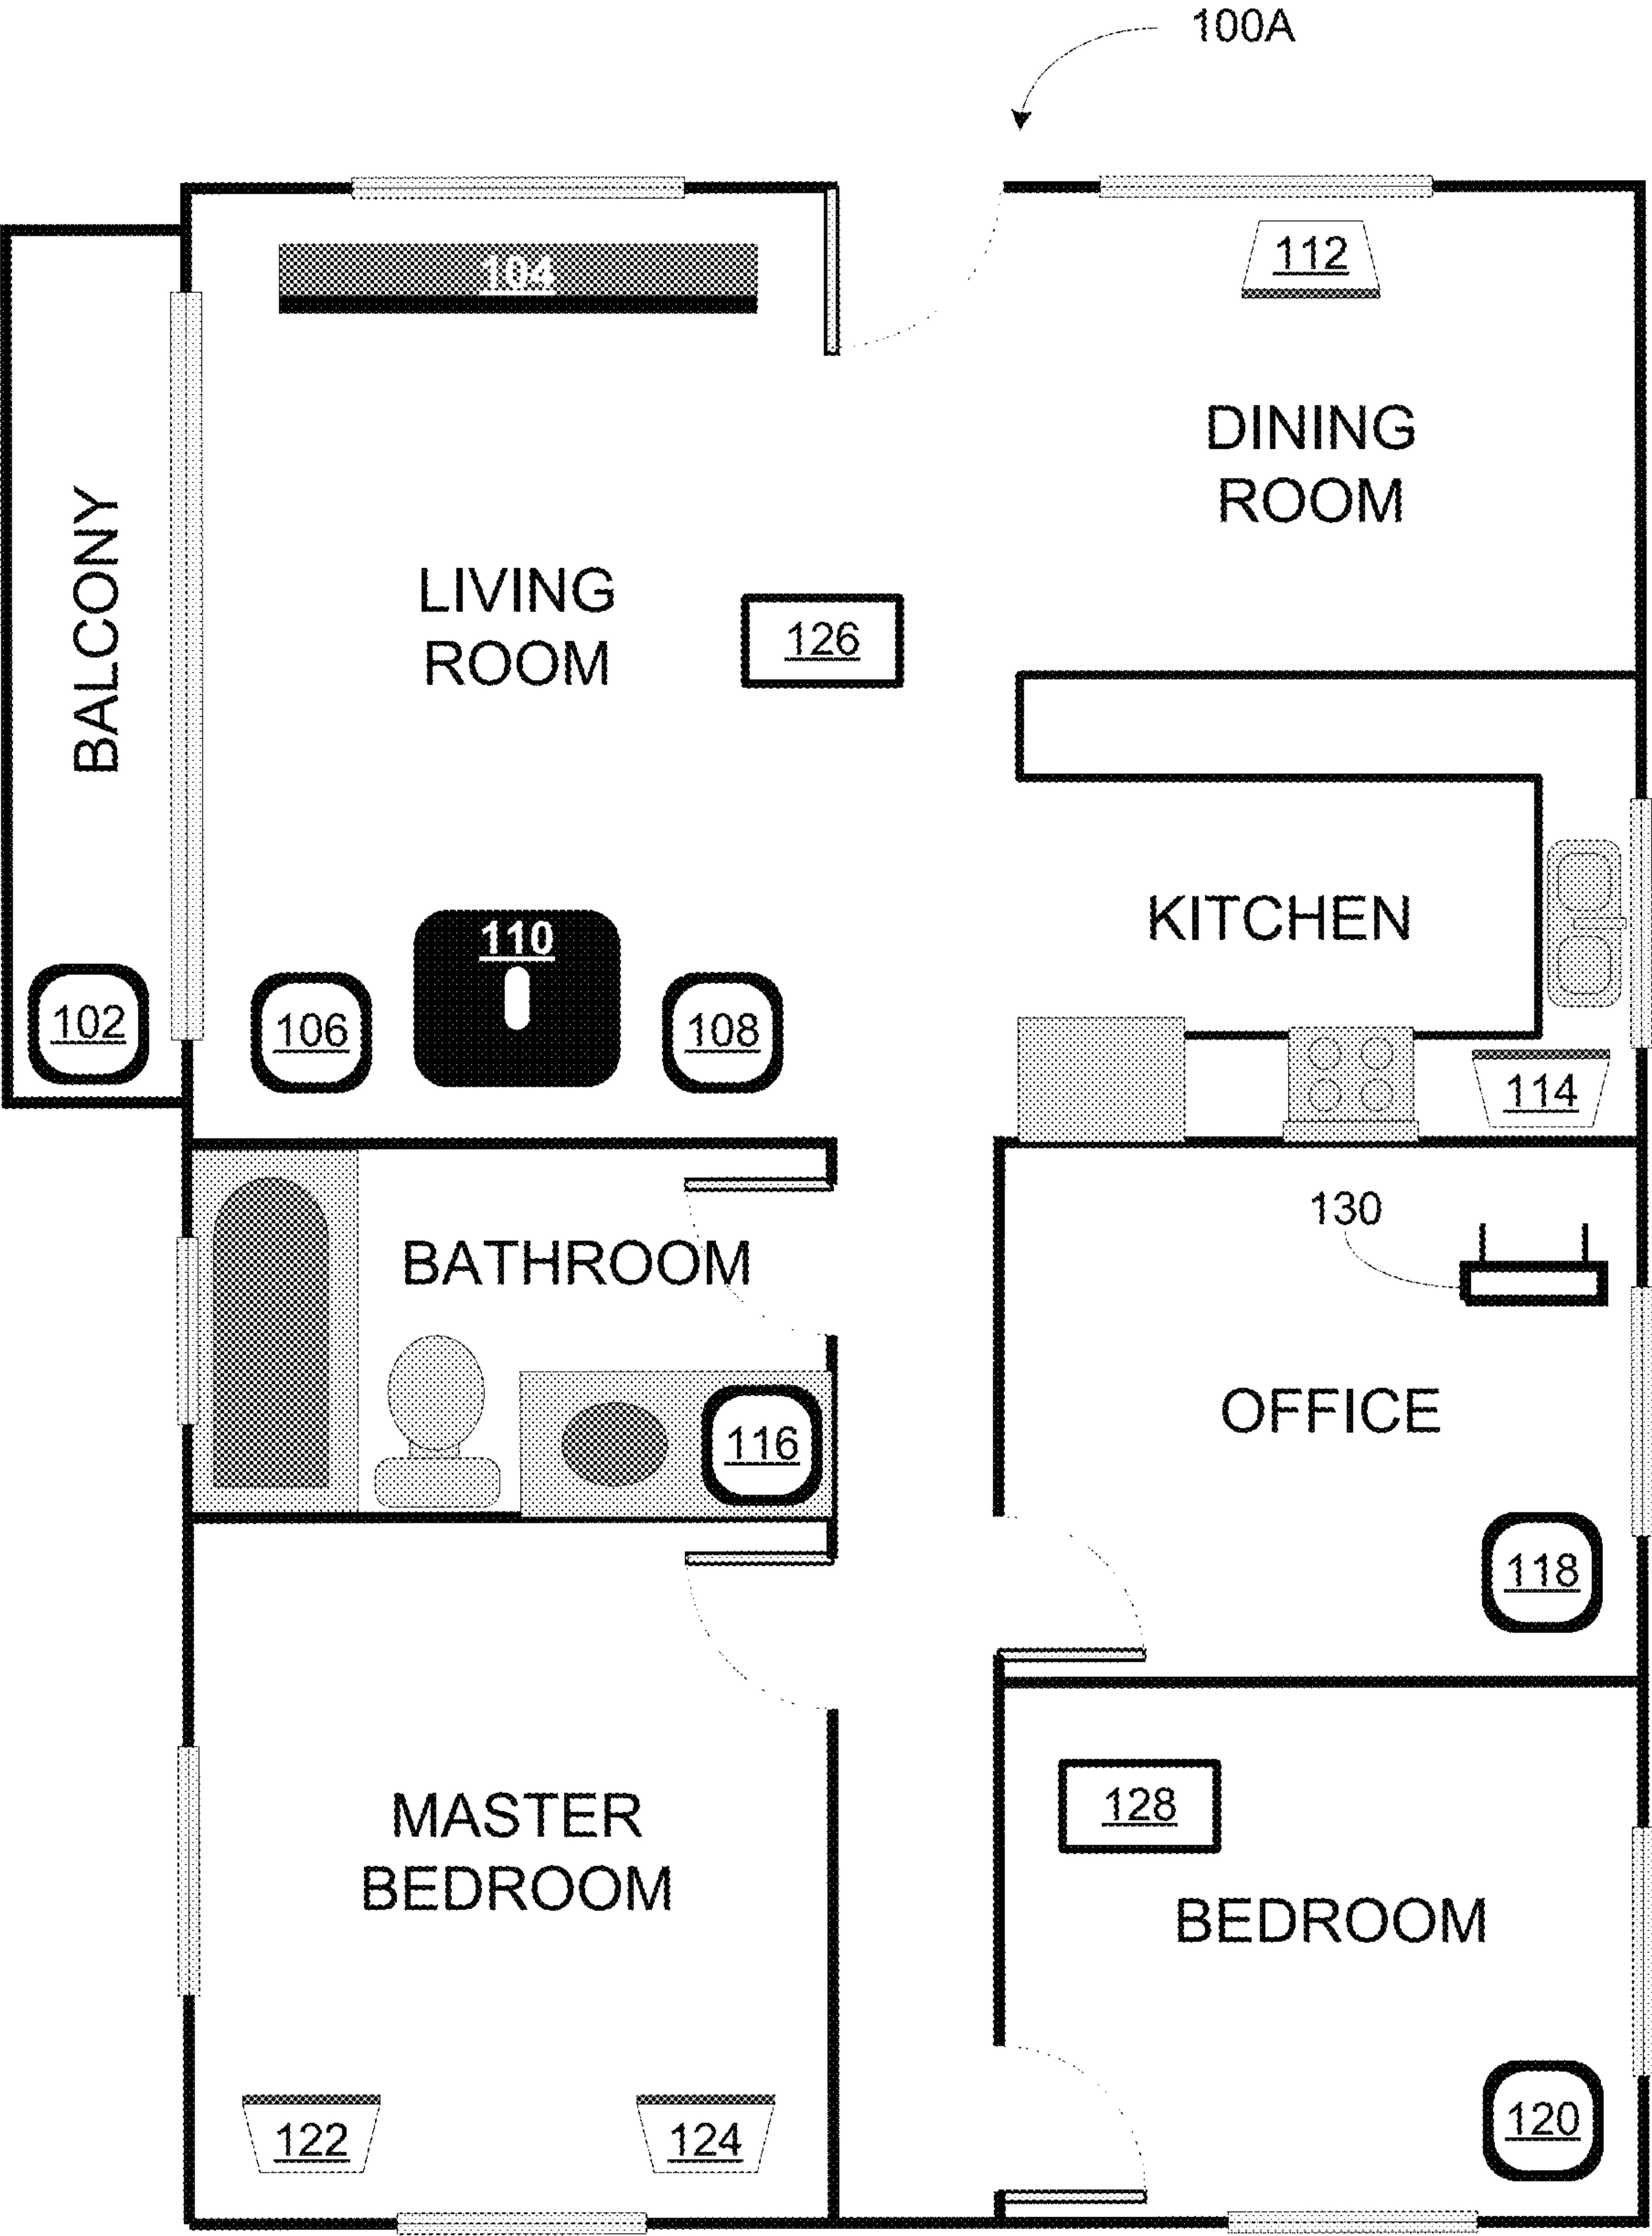 100A
104
112
DINING
ROOM
BALCONY
LIVING
ROOM
126
KITCHEN
110
102
106
108
114
130
BATHROOM
OFFICE
116
118
MASTER
BEDROOM
128
BEDROOM
122
124
120